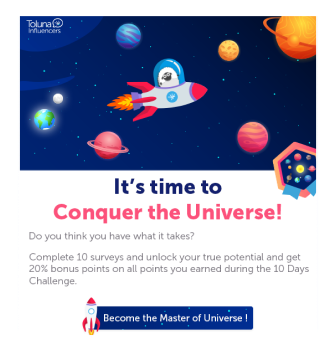 Toluna
Influencers
It's time to
Conquer the Universe!
Do you think you have what it takes?
Complete 10 surveys and unlock your true potential and get
20% bonus points on all points you earned during the 10 Days
Challenge.
Become the Master of Universe !